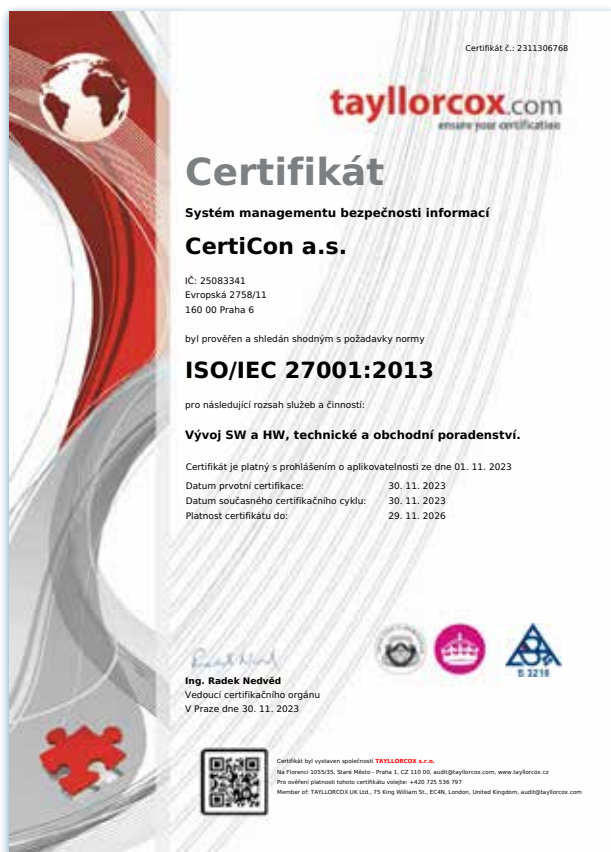 Certifikát č.: 2311306768
tayllorcox.com
ensure your certification
Certifikát
Systém managementu bezpečnosti informací
CertiCon a.s.
IČ: 25083341
Evropská 2758/11
160 00 Praha 6
byl prověřen a shledán shodným s požadavky normy
ISO/IEC 27001:2013
pro následující rozsah služeb a činností:
Vývoj SW a HW, technické a obchodní poradenství.
Certifikát je platný s prohlášením o aplikovatelnosti ze dne 01. 11. 2023
Datum prvotní certifikace: 30. 11. 2023
Datum současného certifikačního cyklu: 30. 11. 2023
Platnost certifikátu do: 29. 11. 2026
S 3218
Ing. Radek Nedvěd
Vedoucí certifikačního orgánu
V Praze dne 30. 11. 2023
Certifikát byl vystaven společností TAYLLORCOX s.r.o.
Na Florenci 1055/35, Staré Město - Praha 1, CZ 110 00, audit@tayllorcox.com, www.tayllorcox.cz
Pro ověření platnosti tohoto certifikátu volejte: +420 725 536 797
Member of: TAYLLORCOX UK Ltd., 75 King William St., EC4N, London, United Kingdom, audit@tayllorcox.com